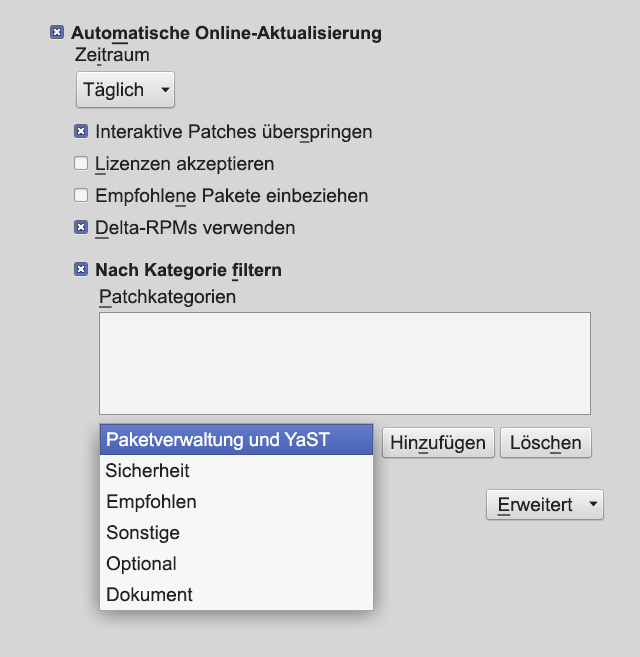 Automatische Online-Aktualisierung
Zeitraum
Täglich
Interaktive Patches überspringen
Lizenzen akzeptieren
Empfohlene Pakete einbeziehen
Delta-RPMs verwenden
Nach Kategorie filtern
Patchkategorien
Paketverwaltung und YaST
Hinzufügen
Löschen
Sicherheit
Empfohlen
Erweitert
Sonstige
Optional
Dokument